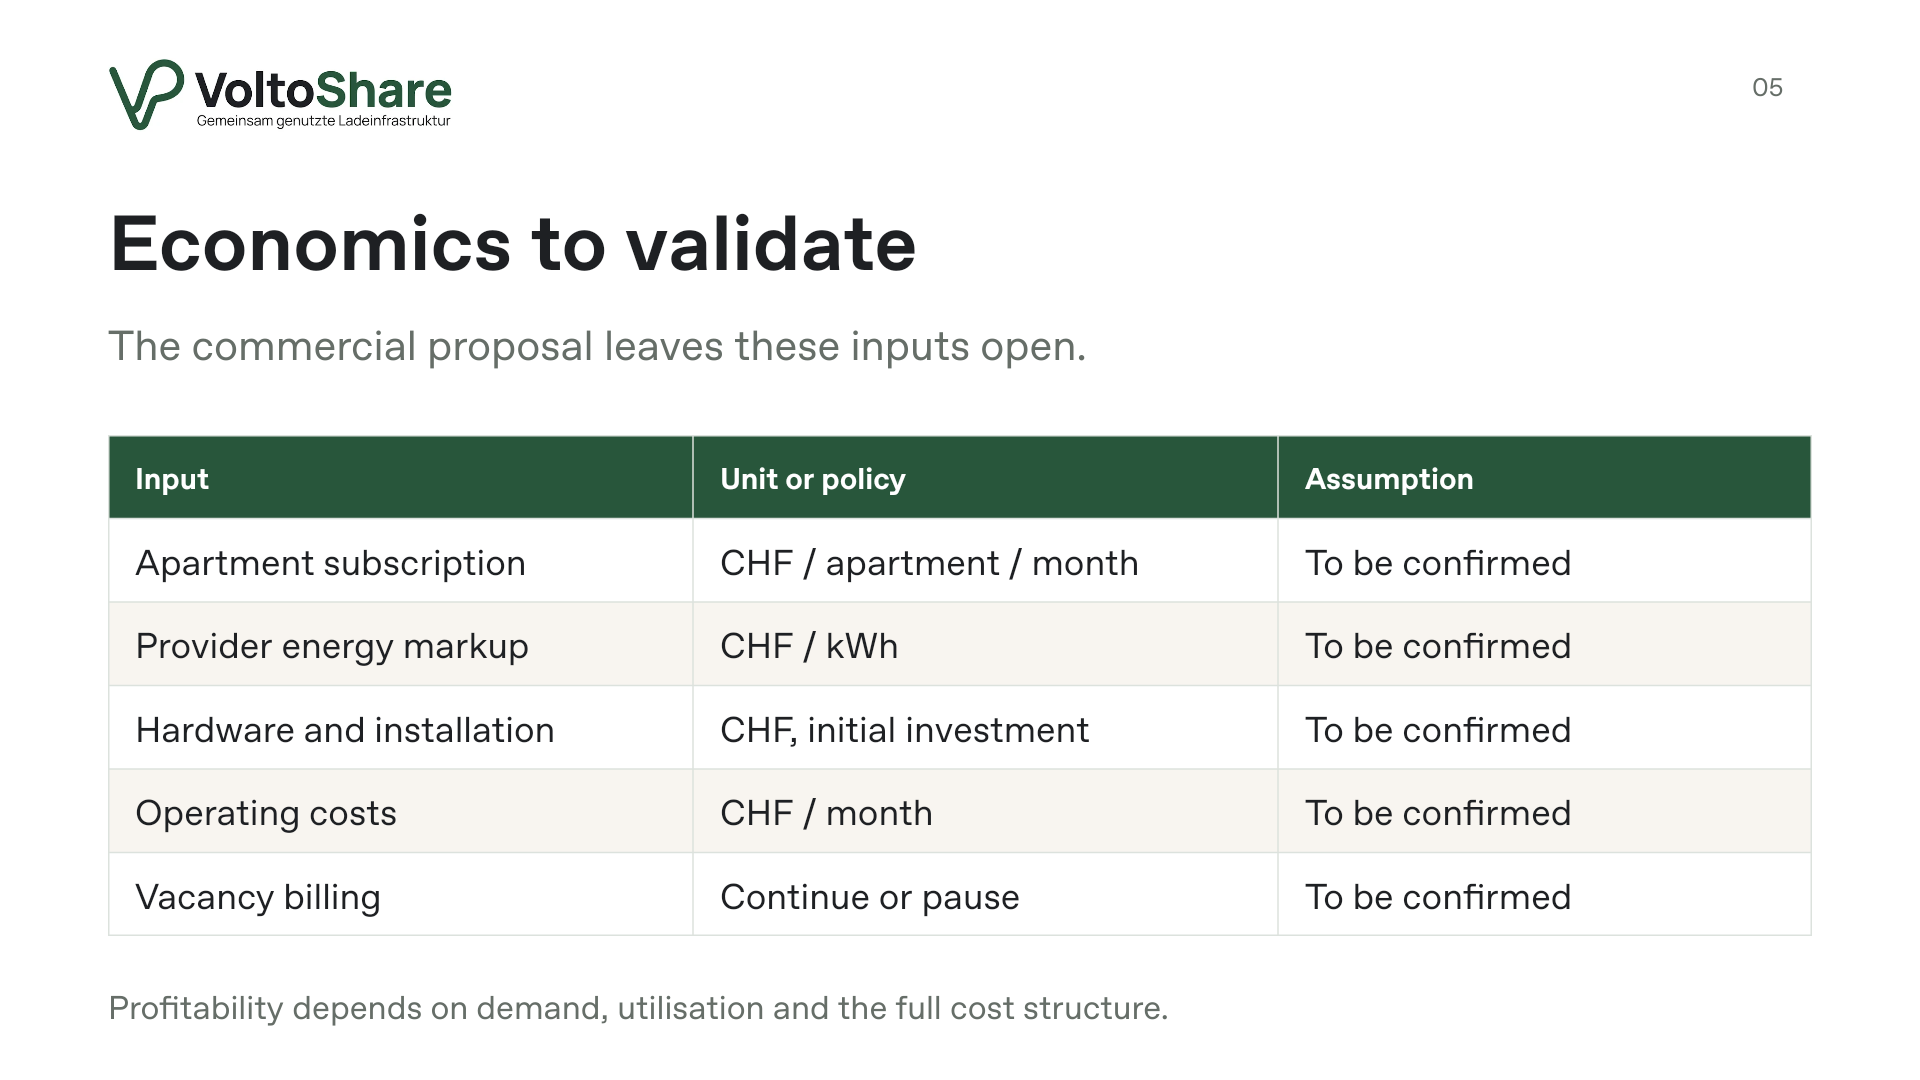 VoltoShare
Gemeinsam genutzte Ladeinfrastruktur
05
Economics to validate
The commercial proposal leaves these inputs open.
Input Unit or policy Assumption
Apartment subscription CHF / apartment / month To be confirmed
Provider energy markup CHF / kWh To be confirmed
Hardware and installation CHF, initial investment To be confirmed
Operating costs CHF / month To be confirmed
Vacancy billing Continue or pause To be confirmed
Profitability depends on demand, utilisation and the full cost structure.